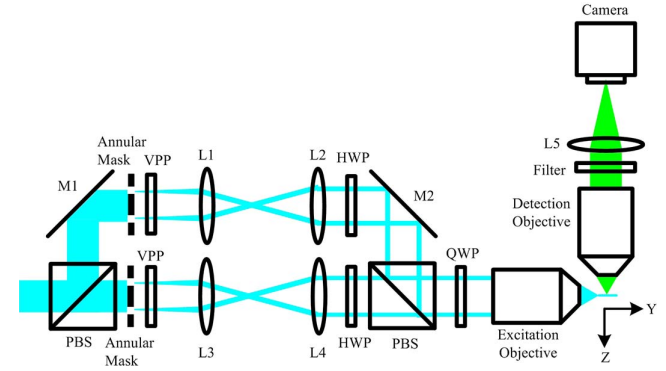 Camera
L5
Filter
Detection
Objective
Annular
Mask
VPP
L1
L2
HWP
M1
M2
VPP
QWP
PBS
Annular
Mask
L3
L4
HWP
PBS
Excitation
Objective
Y
Z